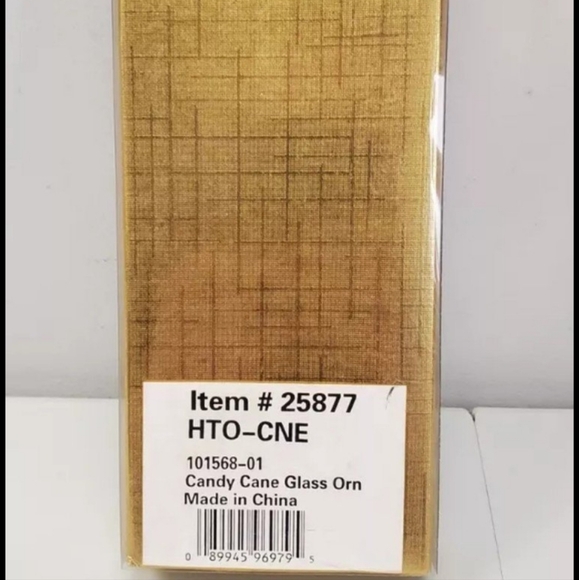 Item # 25877
HTO-CNE
101568-01
Candy Cane Glass Orn
Made in China
0 89945 96979 5